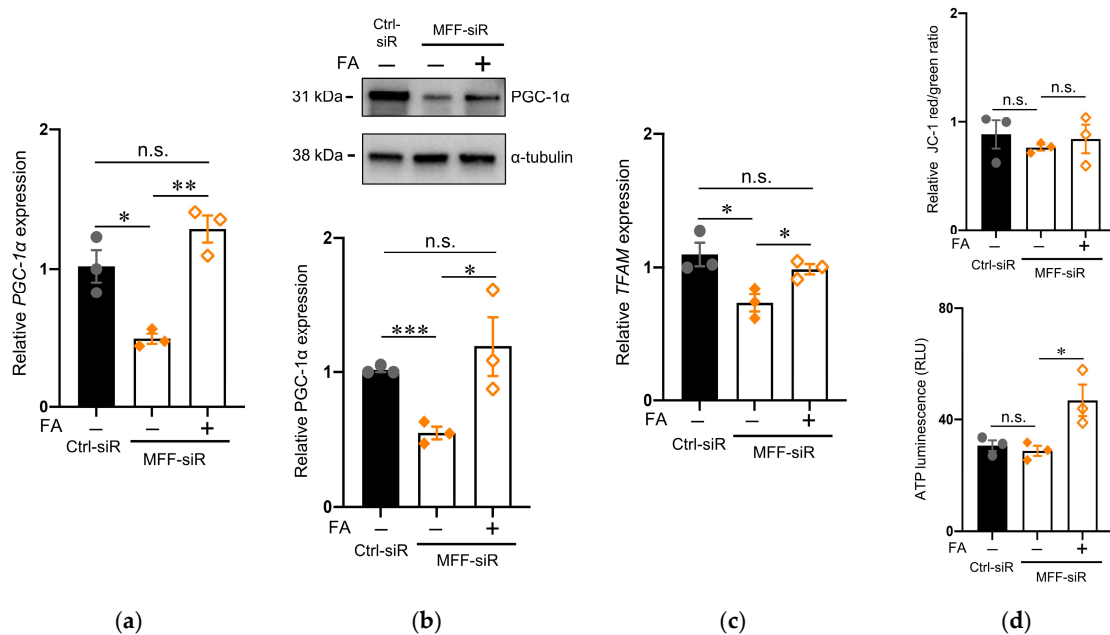 2
1
0
Relative PGC-1α expression
n.s.
**
*
FA
–
–
+
Ctrl-siR
MFF-siR
(a)
Ctrl-
siR
MFF-siR
FA
–
–
+
31 kDa
PGC-1α
38 kDa
α-tubulin
2
1
0
Relative PGC-1α expression
n.s.
*
***
FA
–
–
+
Ctrl-siR
MFF-siR
(b)
2
1
0
Relative TFAM expression
n.s.
*
*
FA
–
–
+
Ctrl-siR
MFF-siR
(c)
2
1
0
Relative JC-1 red/green ratio
n.s.
n.s.
FA
–
–
+
Ctrl-siR
MFF-siR
80
40
0
ATP luminescence (RLU)
*
n.s.
FA
–
–
+
Ctrl-siR
MFF-siR
(d)